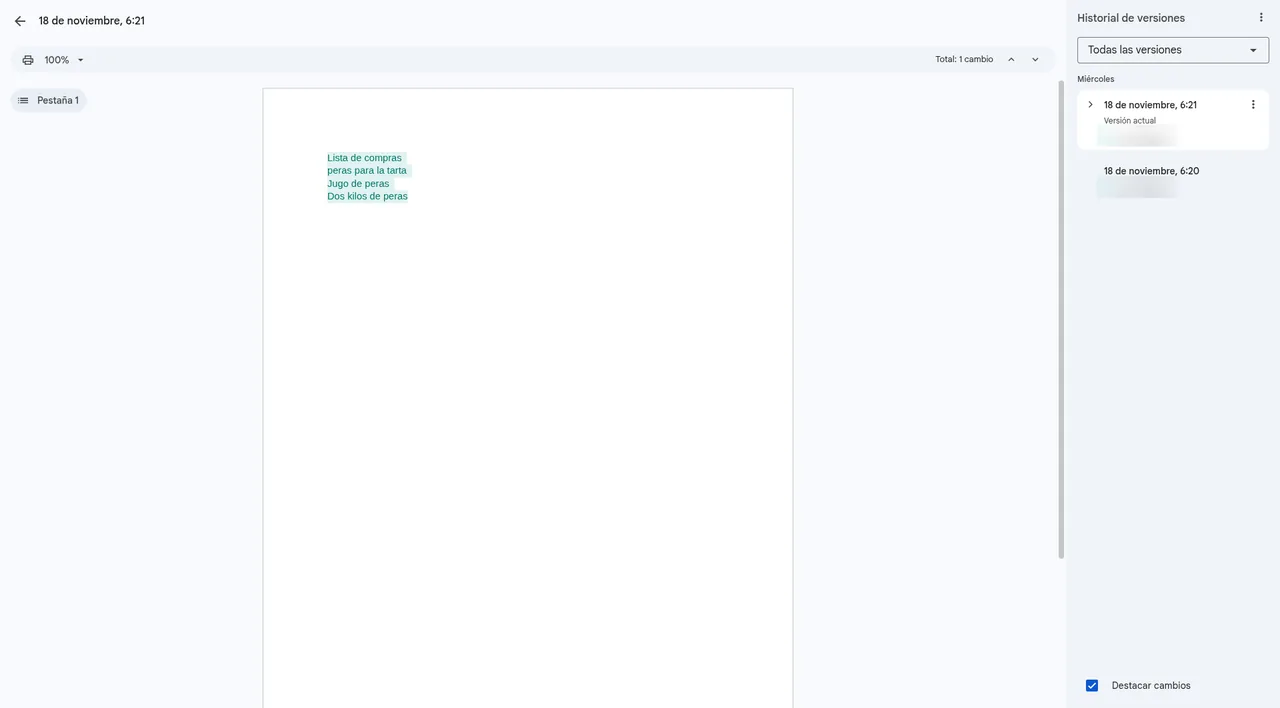 18 de noviembre, 6:21
100%
Total: 1 cambio
Pestaña 1
Lista de compras
peras para la tarta
Jugo de peras
Dos kilos de peras
Historial de versiones
Todas las versiones
Miércoles
18 de noviembre, 6:21
Versión actual
18 de noviembre, 6:20
Destacar cambios